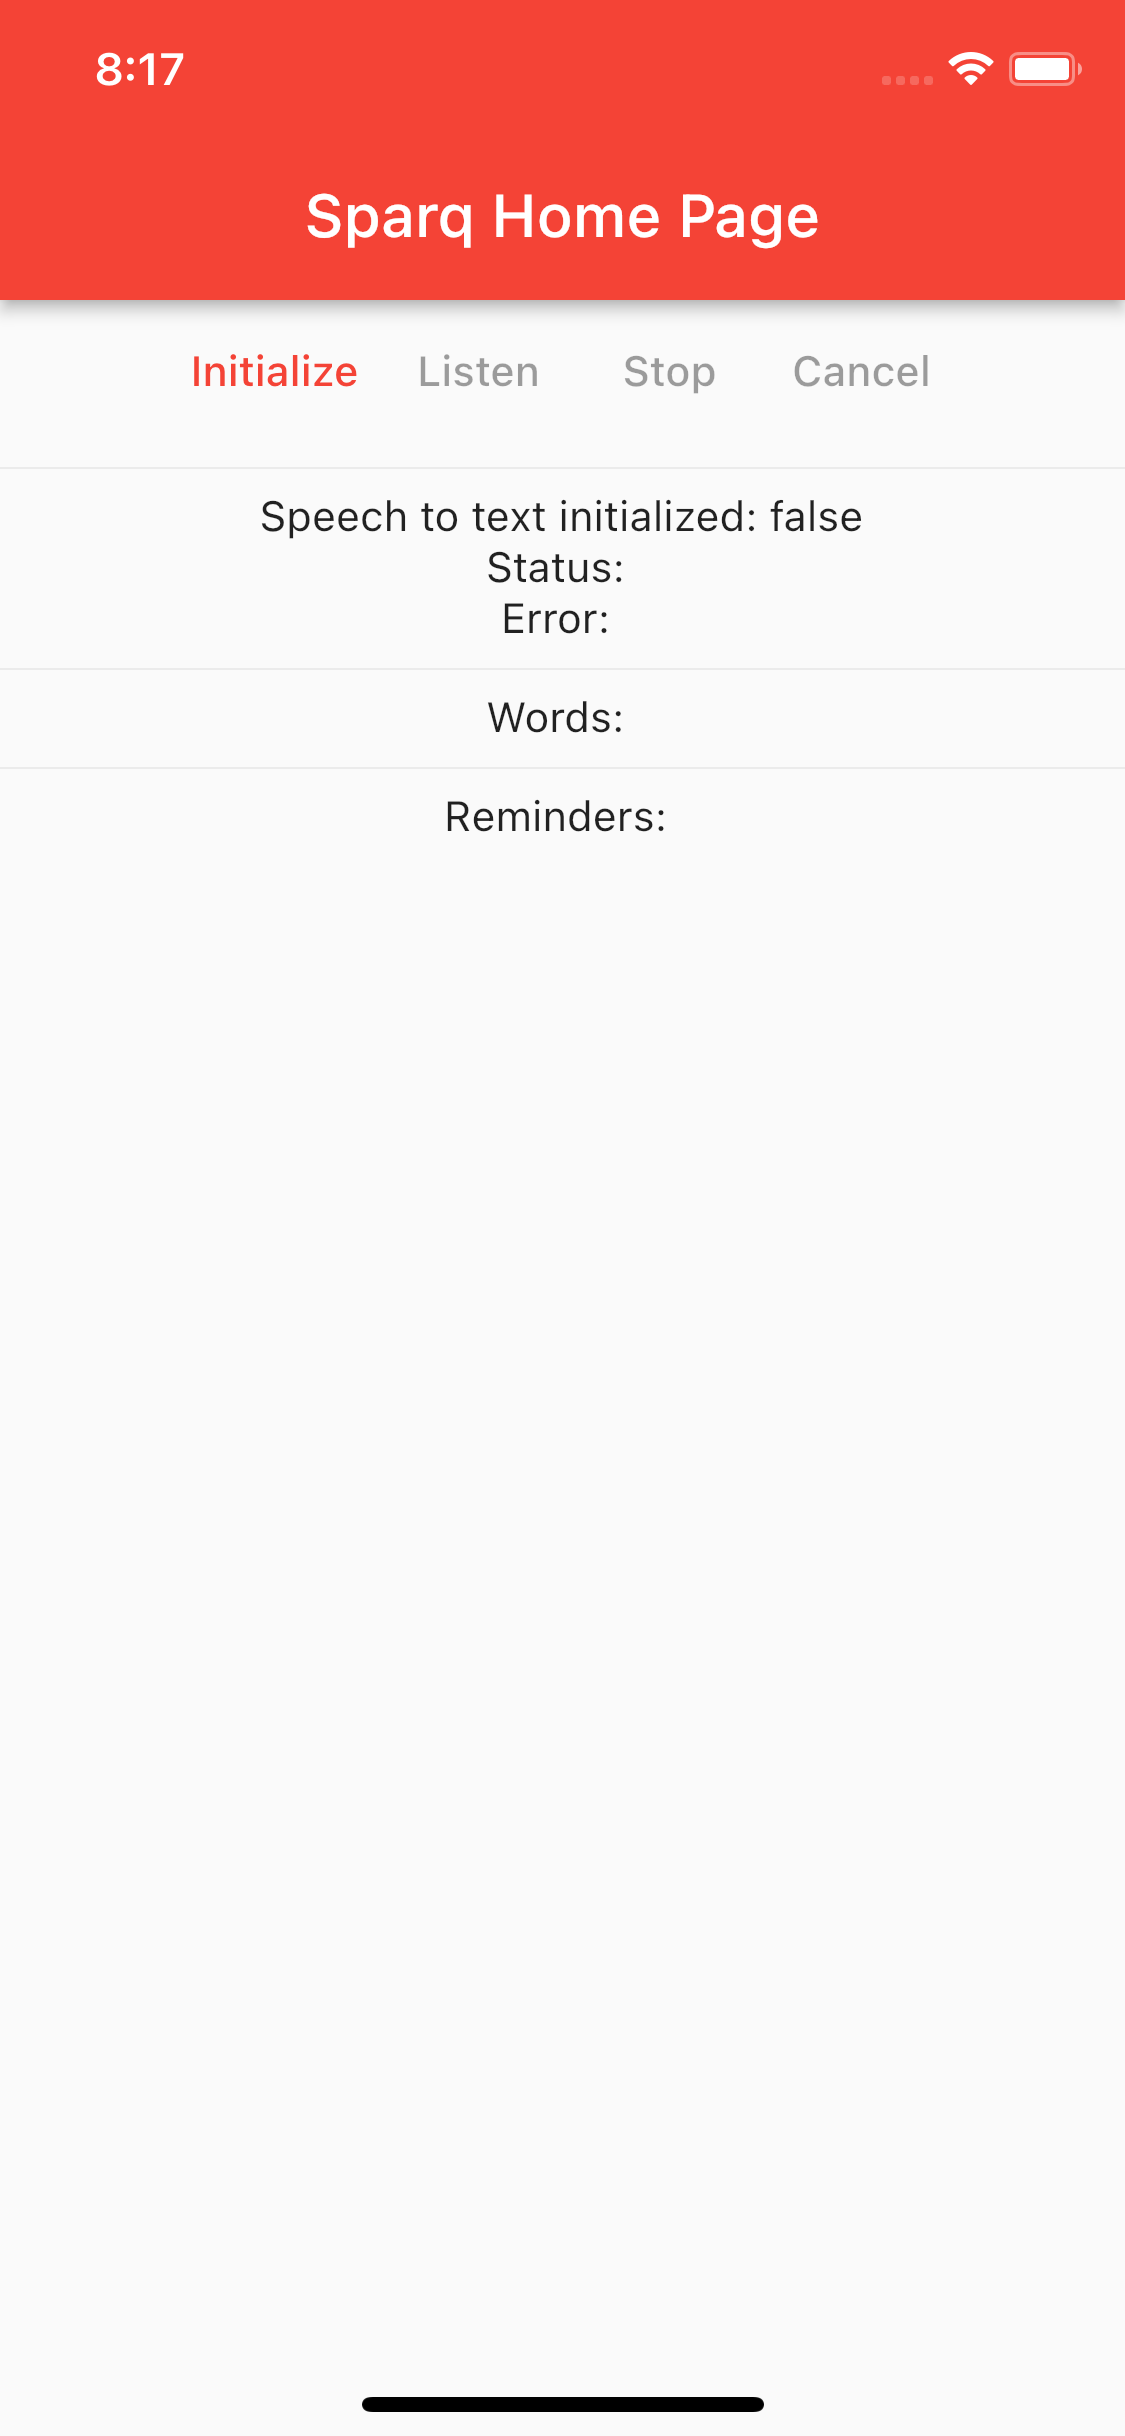 8:17
Sparq Home Page
Initialize Listen Stop Cancel
Speech to text initialized: false
Status:
Error:
Words:
Reminders: